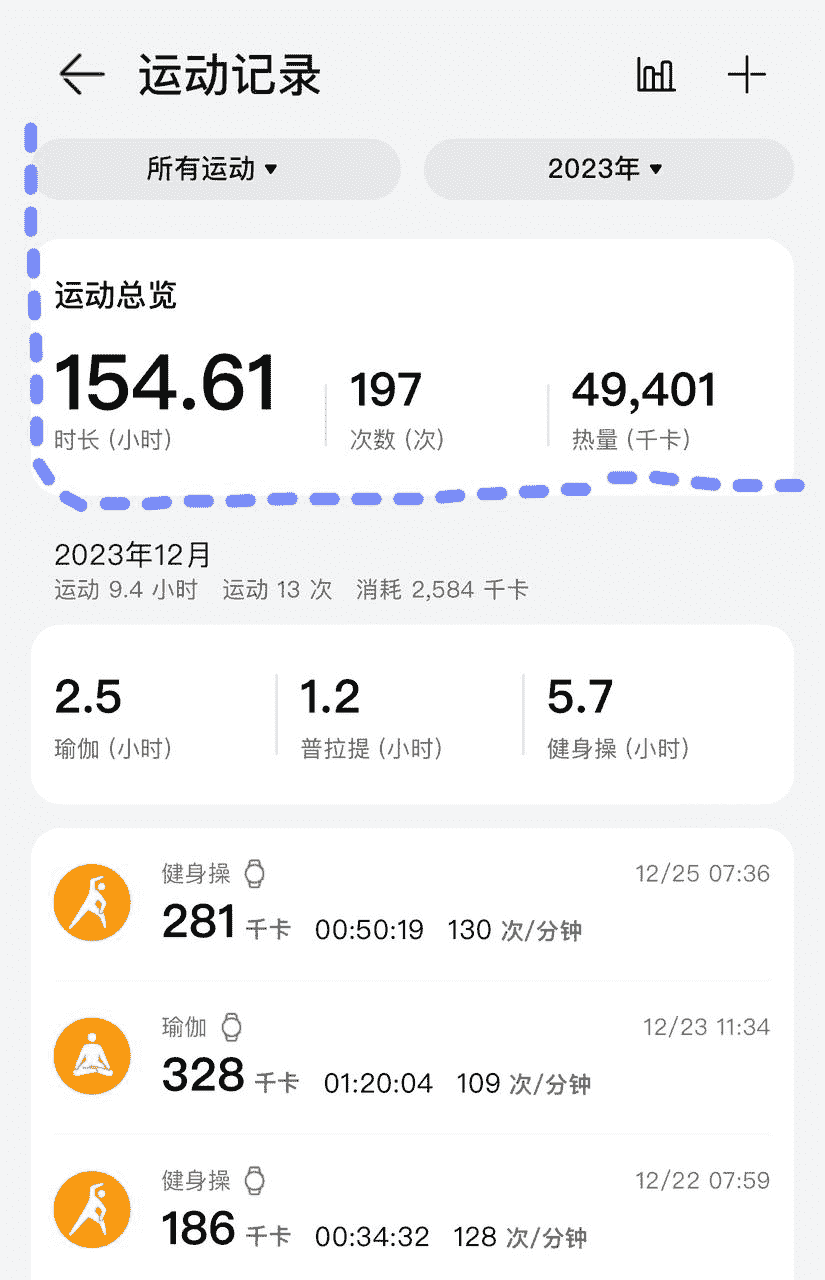 运动记录
所有运动 2023年
运动总览
154.61 197 49,401
时长 (小时) 次数 (次) 热量 (千卡)
2023年12月
运动 9.4 小时 运动 13 次 消耗 2,584 千卡
2.5 1.2 5.7
瑜伽 (小时) 普拉提 (小时) 健身操 (小时)
健身操 12/25 07:36
281 千卡 00:50:19 130 次/分钟
瑜伽 12/23 11:34
328 千卡 01:20:04 109 次/分钟
健身操 12/22 07:59
186 千卡 00:34:32 128 次/分钟